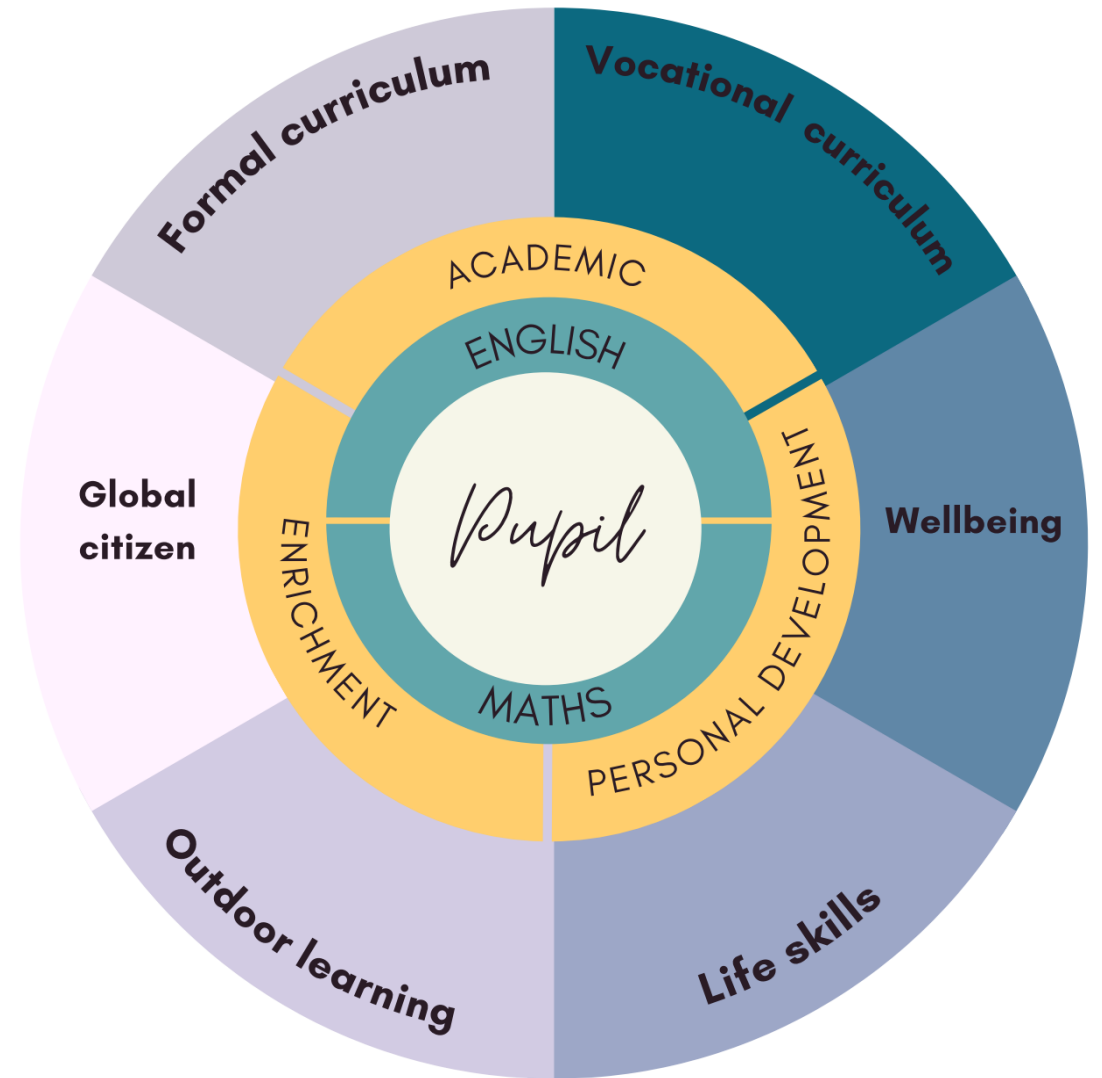 Formal curriculum
Vocational curriculum
ACADEMIC
ENGLISH
Global
citizen
Pupil
Wellbeing
ENRICHMENT
PERSONAL DEVELOPMENT
MATHS
Outdoor learning
Life skills